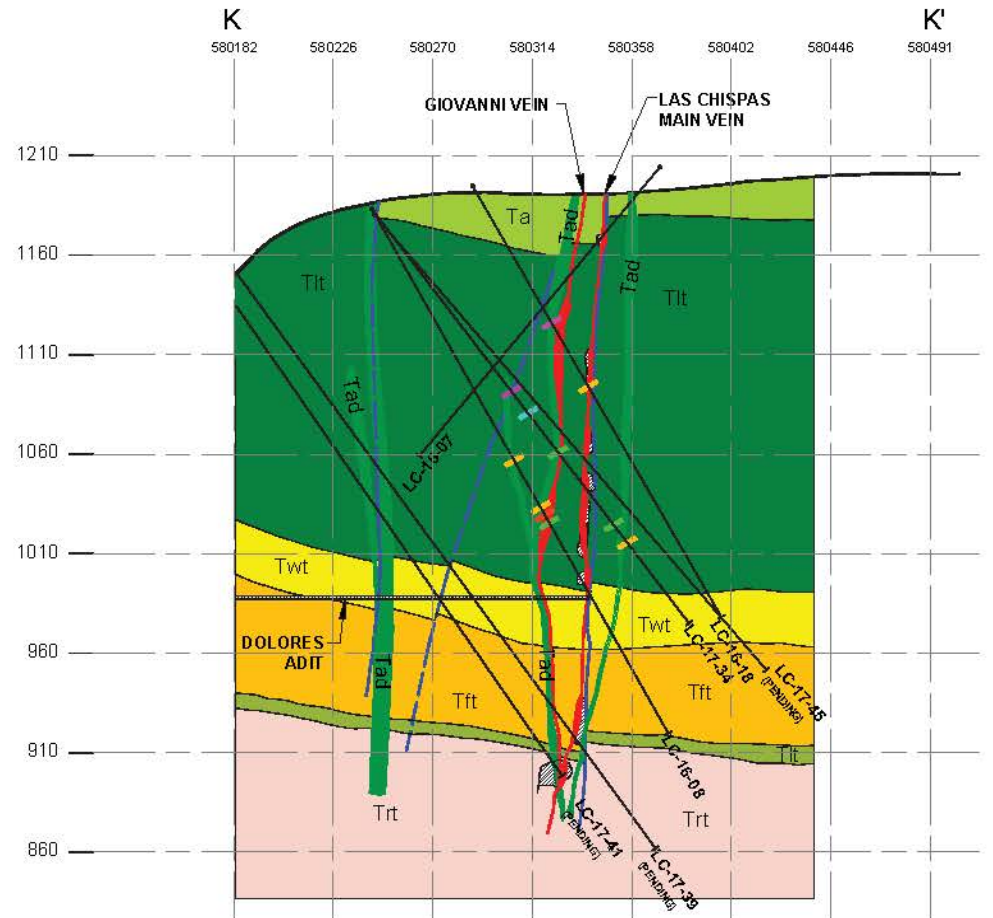 K
K'
580182
580226
580270
580314
580358
580402
580446
580491
GIOVANNI VEIN
LAS CHISPAS
MAIN VEIN
1210
1160
1110
1060
1010
960
910
860
Ta
Tad
Tad
Tlt
Tlt
Tad
LC-15-07
Twt
Twt
DOLORES
ADIT
Tad
Tad
Tft
Tft
Tlt
Trt
Trt
LC-16-18
LC-17-34
LC-17-45
(PENDING)
LC-16-08
LC-17-41
(PENDING)
LC-17-39
(PENDING)